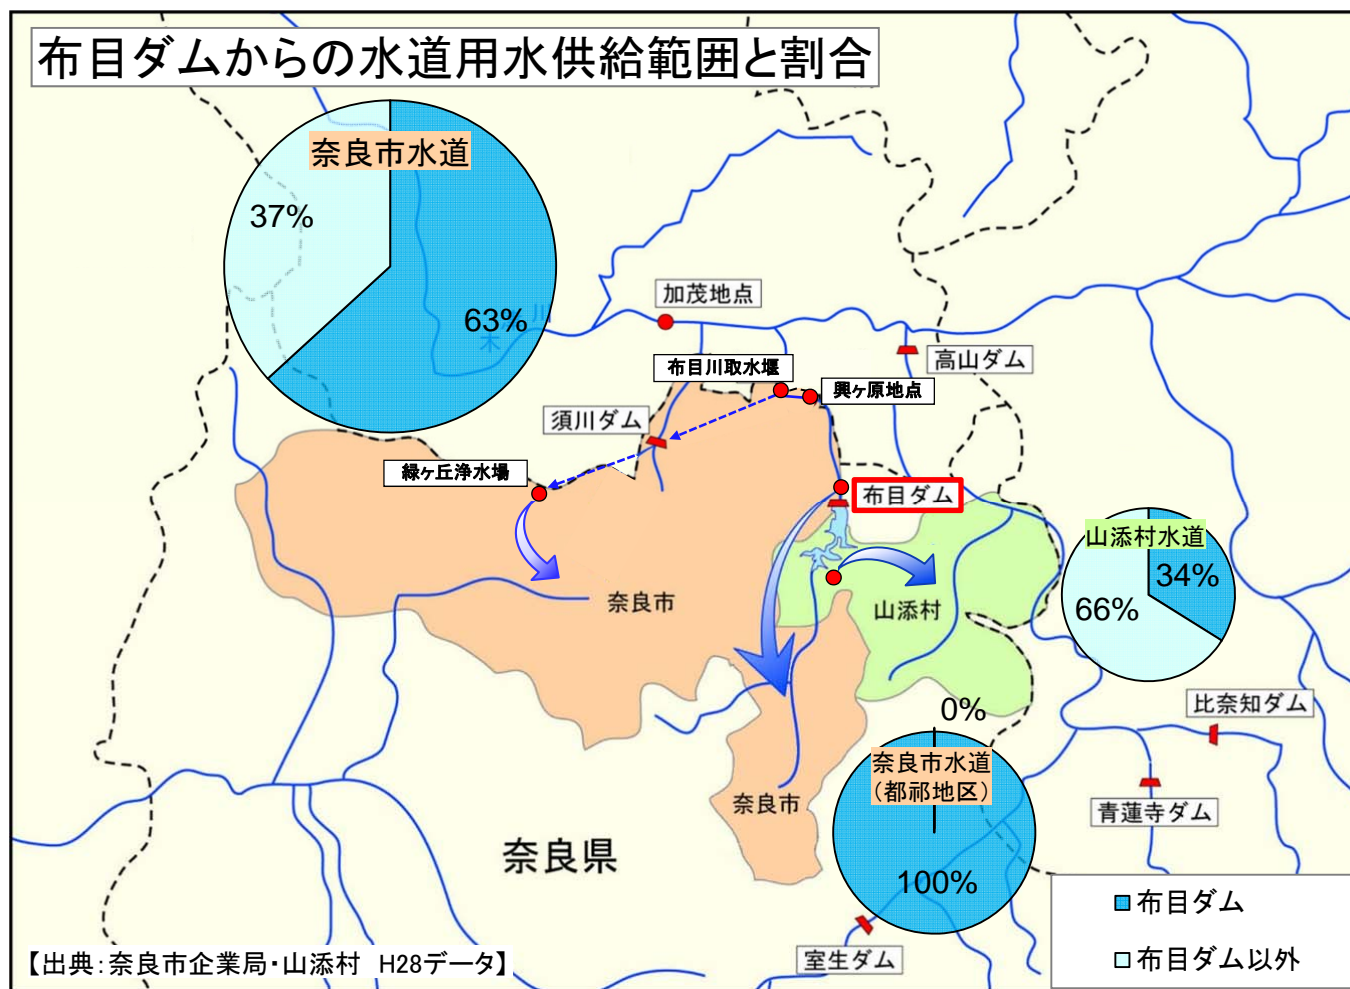 布目ダムからの水道用水供給範囲と割合
奈良市水道
37%
63%
木
川
加茂地点
高山ダム
布目川取水堰
興ヶ原地点
須川ダム
緑ヶ丘浄水場
布目ダム
山添村水道
34%
66%
奈良市
山添村
0%
比奈知ダム
奈良市水道
(都祁地区)
奈良市
青蓮寺ダム
奈良県
100%
布目ダム
室生ダム
布目ダム以外
【出典:奈良市企業局・山添村 H28データ】